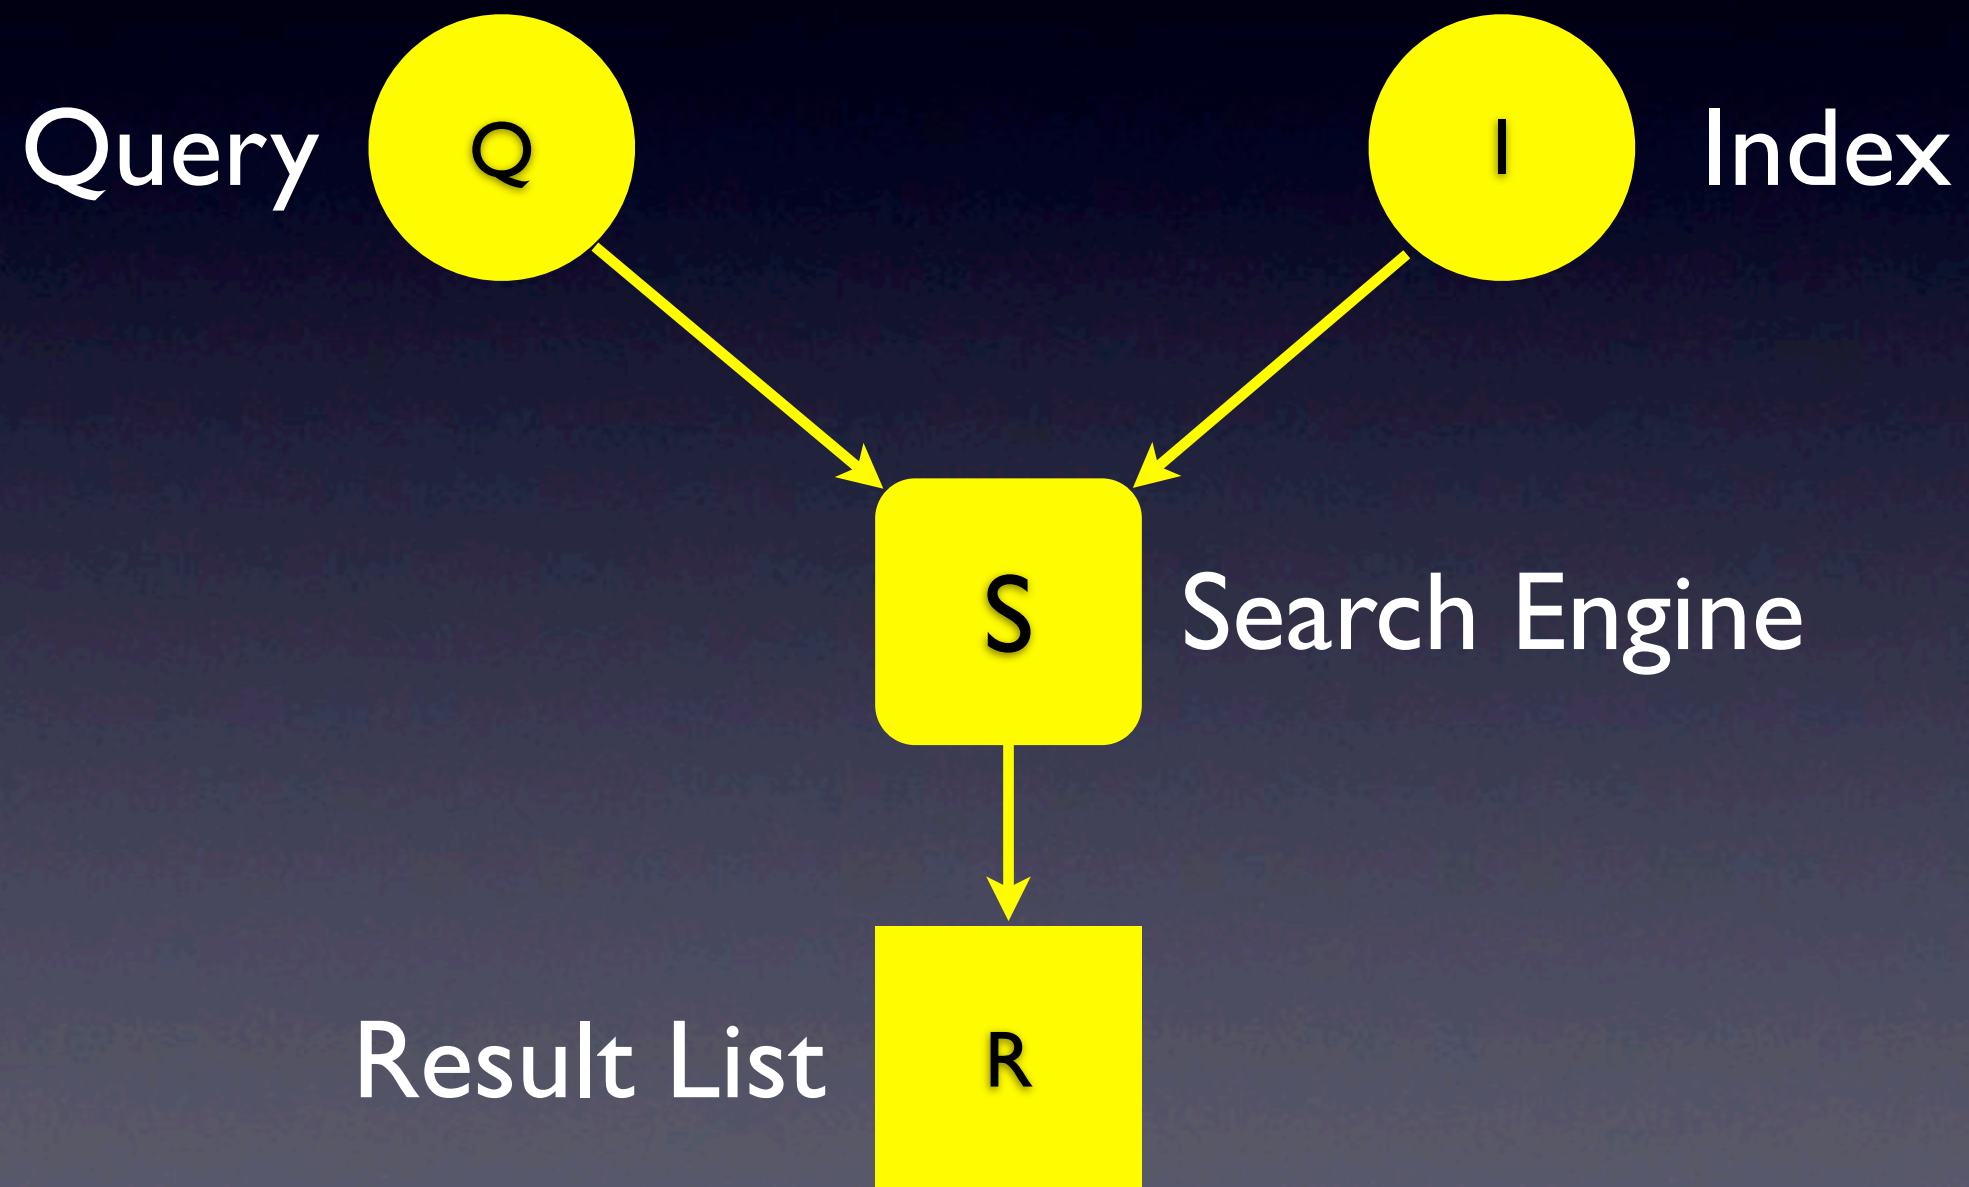 Query
Q
I
Index
S
Search Engine
Result List
R